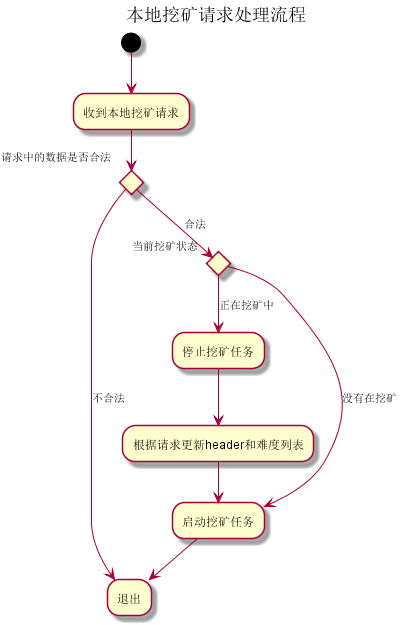 本地挖矿请求处理流程
收到本地挖矿请求
请求中的数据是否合法
合法
当前挖矿状态
正在挖矿中
停止挖矿任务
不合法
没有在挖矿
根据请求更新header和难度列表
启动挖矿任务
退出